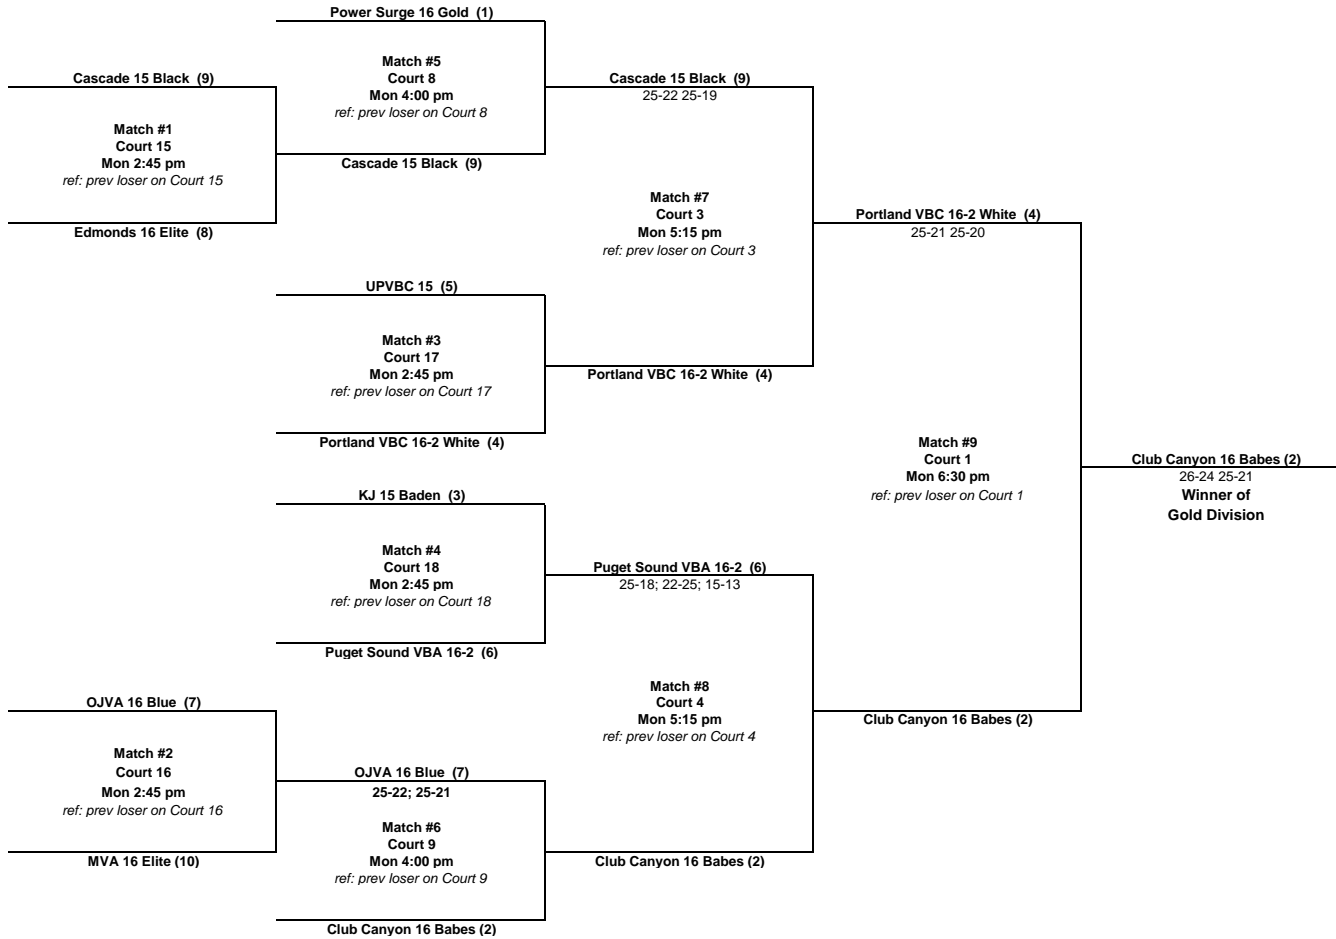 Power Surge 16 Gold (1)
Match #5
Court 8
Mon 4:00 pm
ref: prev loser on Court 8
Cascade 15 Black (9)
Cascade 15 Black (9)
25-22 25-19
Match #1
Court 15
Mon 2:45 pm
ref: prev loser on Court 15
Cascade 15 Black (9)
Edmonds 16 Elite (8)
Match #7
Court 3
Mon 5:15 pm
ref: prev loser on Court 3
Portland VBC 16-2 White (4)
25-21 25-20
UPVBC 15 (5)
Match #3
Court 17
Mon 2:45 pm
ref: prev loser on Court 17
Portland VBC 16-2 White (4)
Portland VBC 16-2 White (4)
Match #9
Court 1
Mon 6:30 pm
ref: prev loser on Court 1
Club Canyon 16 Babes (2)
26-24 25-21
Winner of
Gold Division
KJ 15 Baden (3)
Match #4
Court 18
Mon 2:45 pm
ref: prev loser on Court 18
Puget Sound VBA 16-2 (6)
25-18; 22-25; 15-13
Puget Sound VBA 16-2 (6)
OJVA 16 Blue (7)
Match #2
Court 16
Mon 2:45 pm
ref: prev loser on Court 16
MVA 16 Elite (10)
Match #8
Court 4
Mon 5:15 pm
ref: prev loser on Court 4
Club Canyon 16 Babes (2)
OJVA 16 Blue (7)
25-22; 25-21
Match #6
Court 9
Mon 4:00 pm
ref: prev loser on Court 9
Club Canyon 16 Babes (2)
Club Canyon 16 Babes (2)